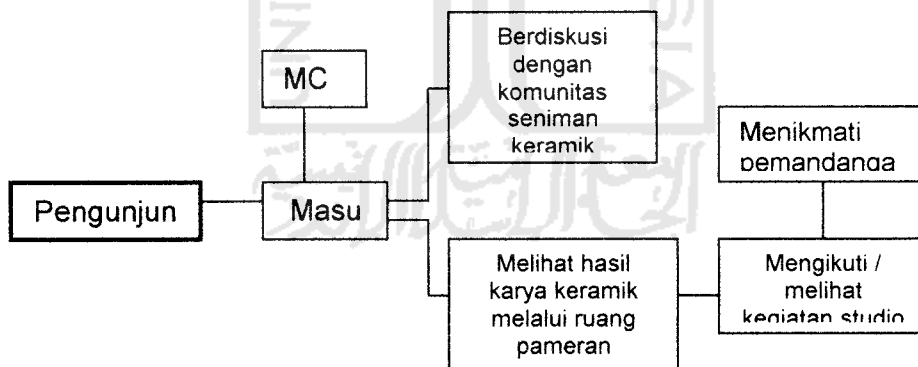 Berdiskusi
dengan
komunitas
seniman
keramik
MC
Menikmati
pemandanga
Pengunjun
Masu
Melihat hasil
karya keramik
melalui ruang
pameran
Mengikuti /
melihat
kegiatan studio